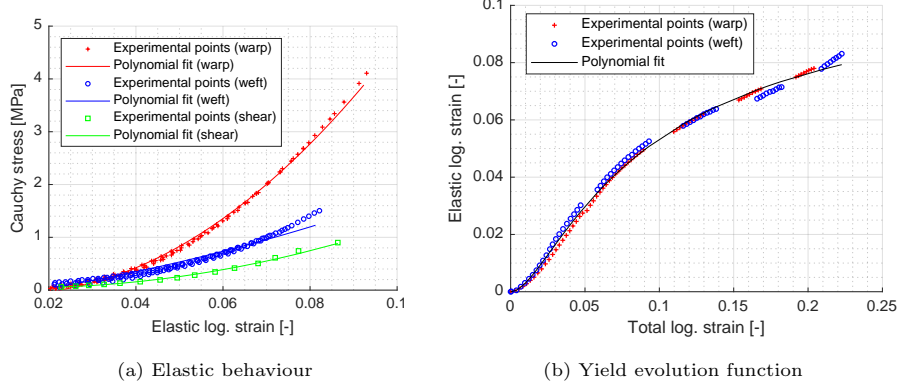 5
4
3
2
1
0
0.02
0.04
0.06
0.08
0.1
Cauchy stress [MPa]
Elastic log. strain [-]
Experimental points (warp)
Polynomial fit (warp)
Experimental points (weft)
Polynomial fit (weft)
Experimental points (shear)
Polynomial fit (shear)
(a) Elastic behaviour
0.1
0.08
0.06
0.04
0.02
0
0
0.05
0.1
0.15
0.2
0.25
Elastic log. strain [-]
Total log. strain [-]
Experimental points (warp)
Experimental points (weft)
Polynomial fit
(b) Yield evolution function